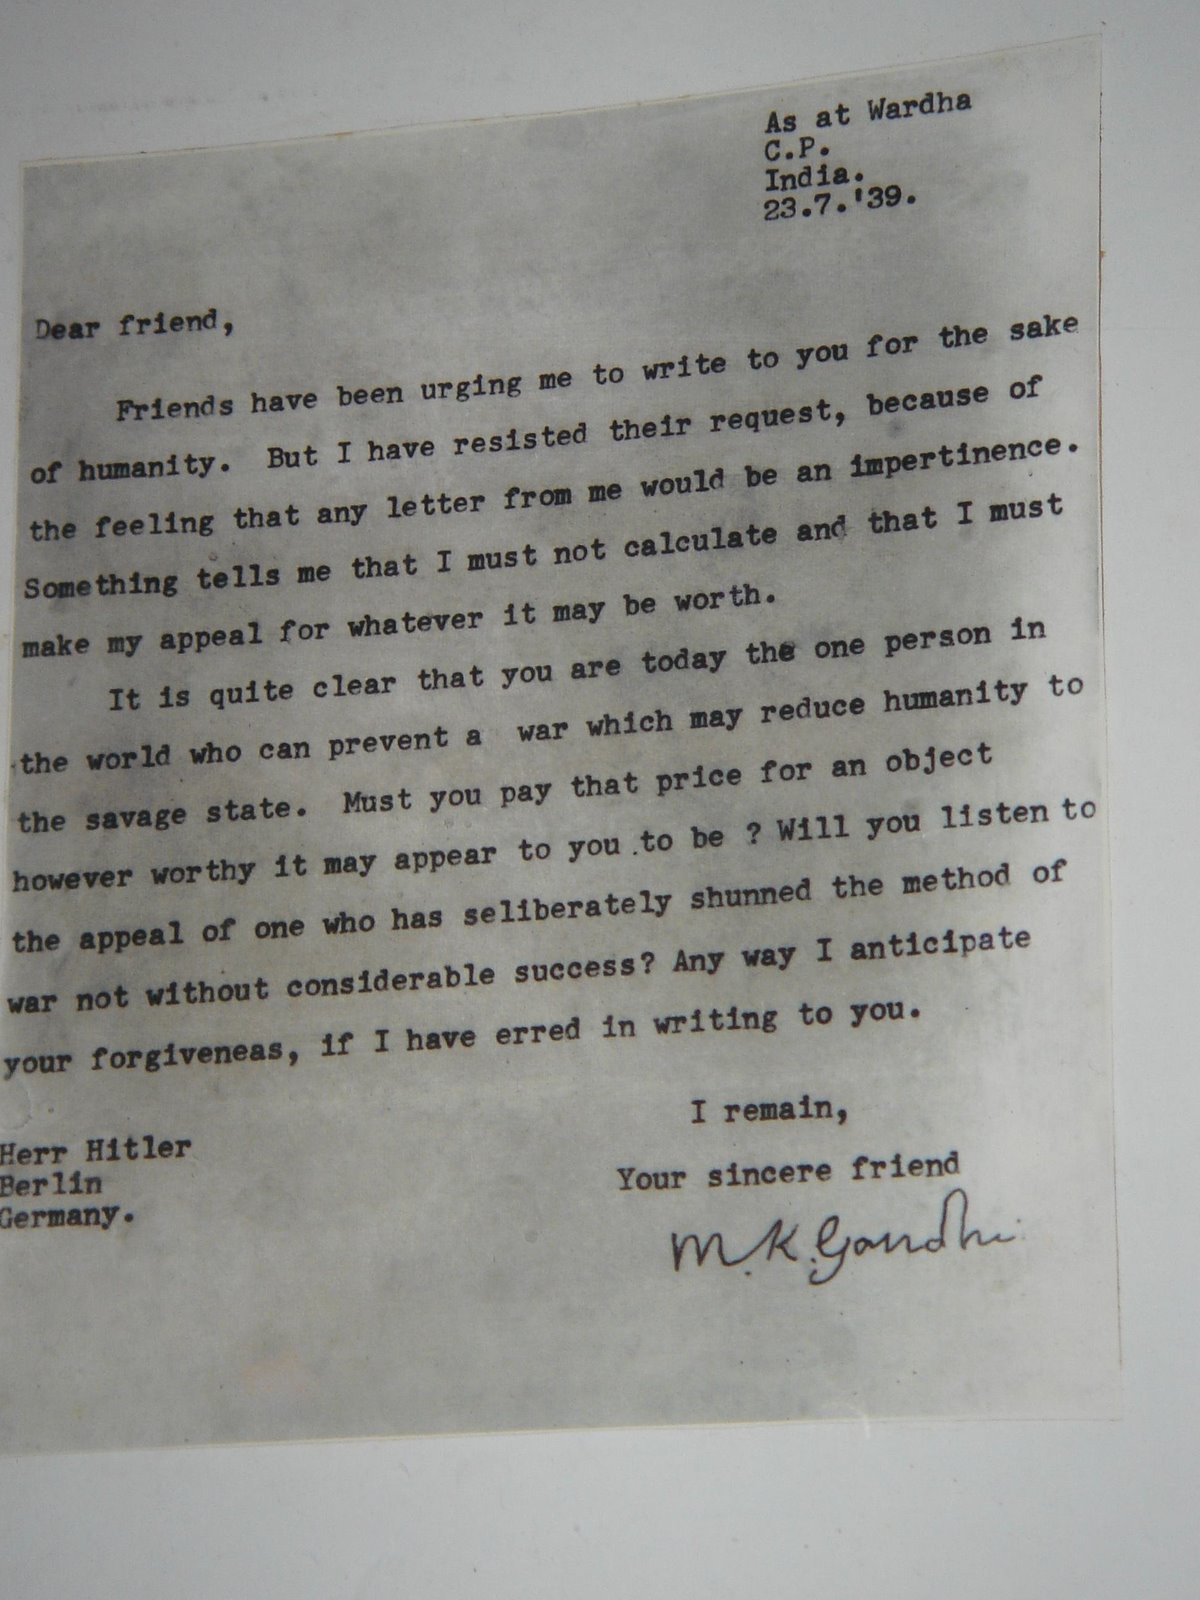 As at Wardha
C.P.
India.
23.7.'39.
Dear friend,
Friends have been urging me to write to you for the sake
of humanity. But I have resisted their request, because of
the feeling that any letter from me would be an impertinence.
Something tells me that I must not calculate and that I must
make my appeal for whatever it may be worth.
It is quite clear that you are today the one person in
the world who can prevent a war which may reduce humanity to
the savage state. Must you pay that price for an object
however worthy it may appear to you to be ? Will you listen to
the appeal of one who has seliberately shunned the method of
war not without considerable success? Any way I anticipate
your forgiveneas, if I have erred in writing to you.
I remain,
Your sincere friend
M.K.Gandhi
Herr Hitler
Berlin
Germany.